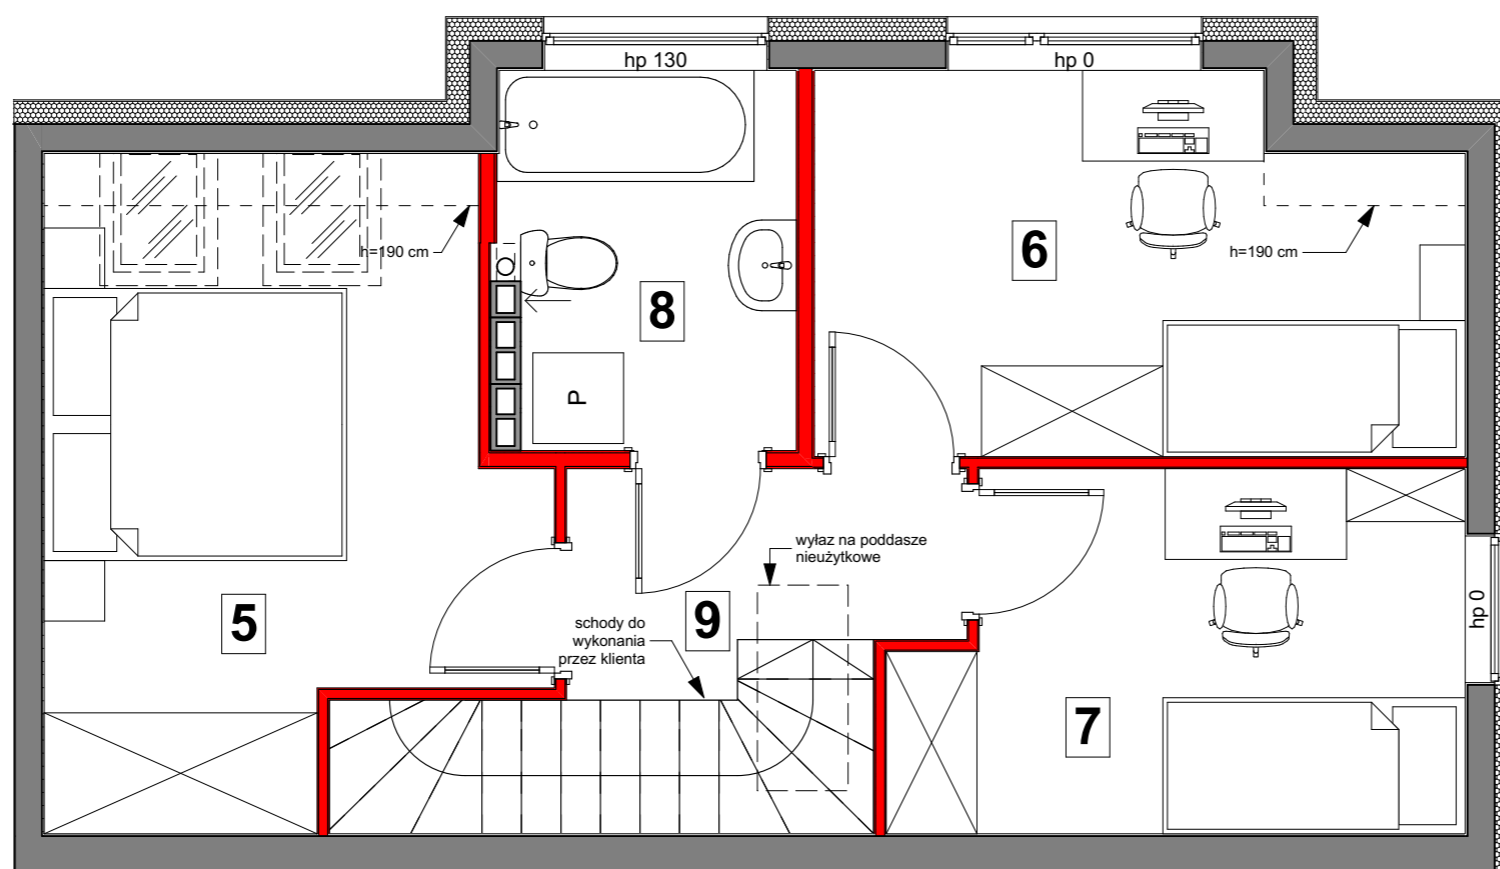 hp 130
hp 0
h=190 cm
6
h=190 cm
8
P
wyłaz na poddasze
nieużytkowe
5
9
schody do
wykonania
przez klienta
hp 0
7